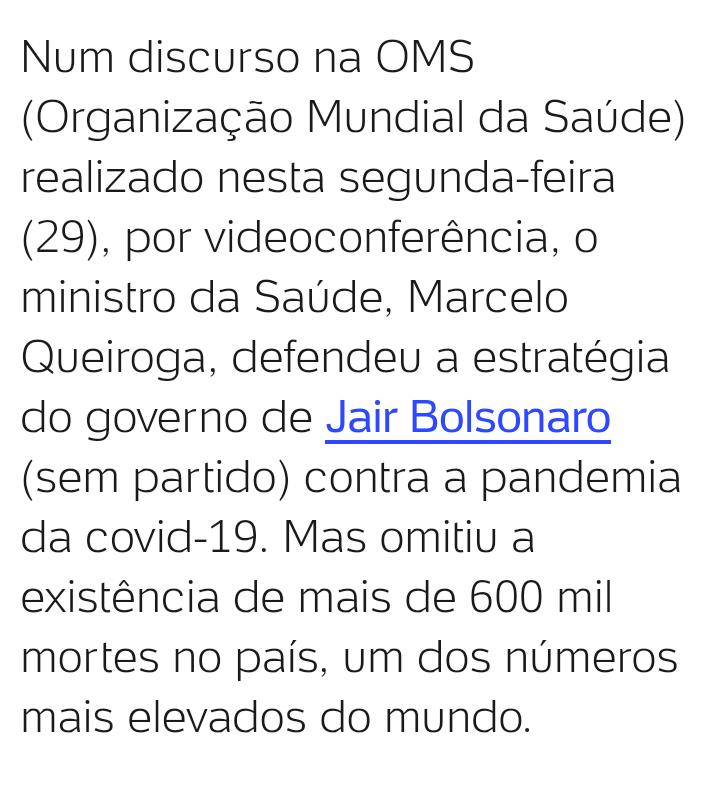 Num discurso na OMS
(Organização Mundial da Saúde)
realizado nesta segunda-feira
(29), por videoconferência, o
ministro da Saúde, Marcelo
Queiroga, defendeu a estratégia
do governo de Jair Bolsonaro
(sem partido) contra a pandemia
da covid-19. Mas omitiu a
existência de mais de 600 mil
mortes no país, um dos números
mais elevados do mundo.